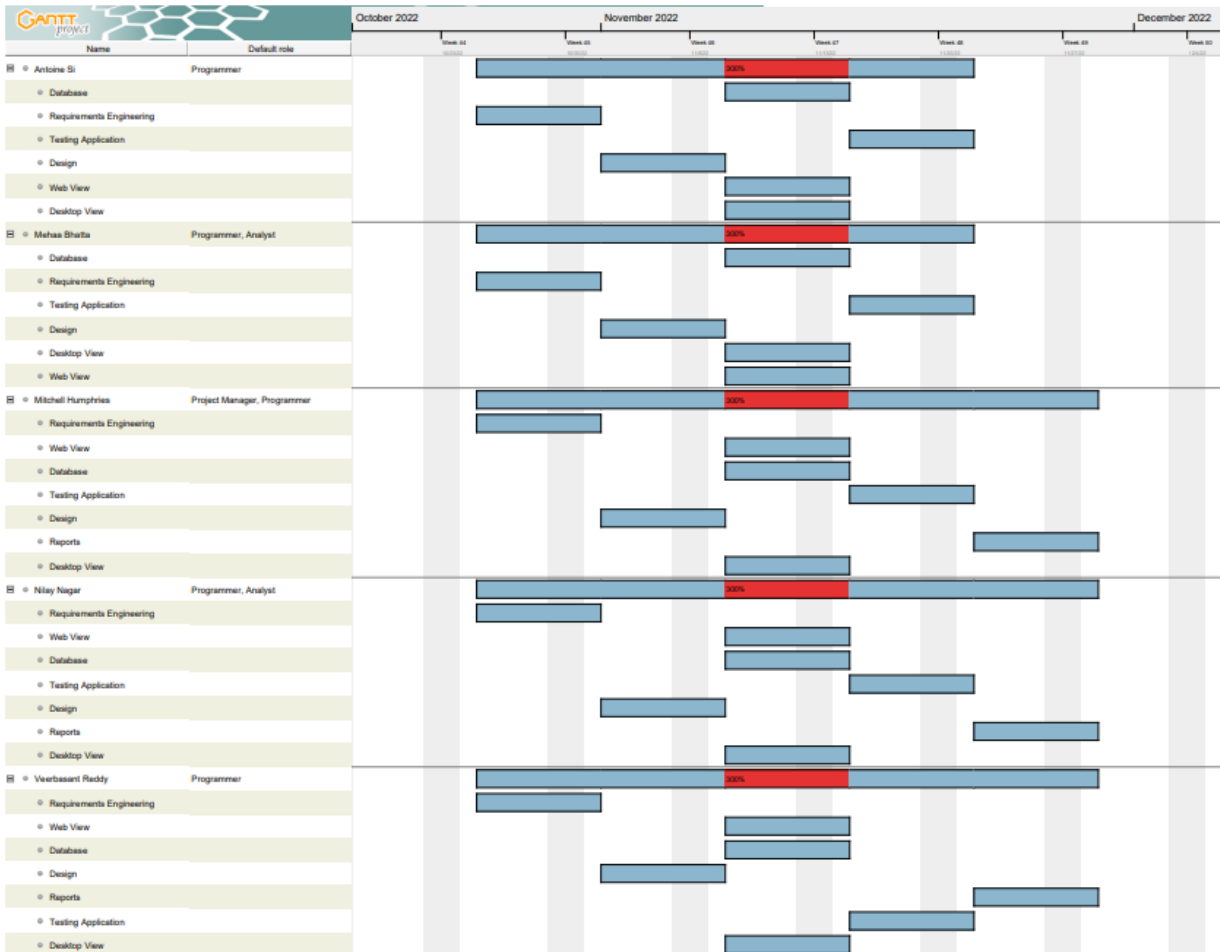 GANTT
project
October 2022 November 2022 December 2022
Week 44 Week 45 Week 46 Week 47 Week 48 Week 49 Week 50
Name Default role
Antoine Si Programmer 300%
Database
Requirements Engineering
Testing Application
Design
Web View
Desktop View
Mehaa Bhatta Programmer, Analyst 300%
Database
Requirements Engineering
Testing Application
Design
Desktop View
Web View
Mitchell Humphries Project Manager, Programmer 300%
Requirements Engineering
Web View
Database
Testing Application
Design
Reports
Desktop View
Nilay Nagar Programmer, Analyst 300%
Requirements Engineering
Web View
Database
Testing Application
Design
Reports
Desktop View
Veerbasant Reddy Programmer 300%
Requirements Engineering
Web View
Database
Design
Reports
Testing Application
Desktop View